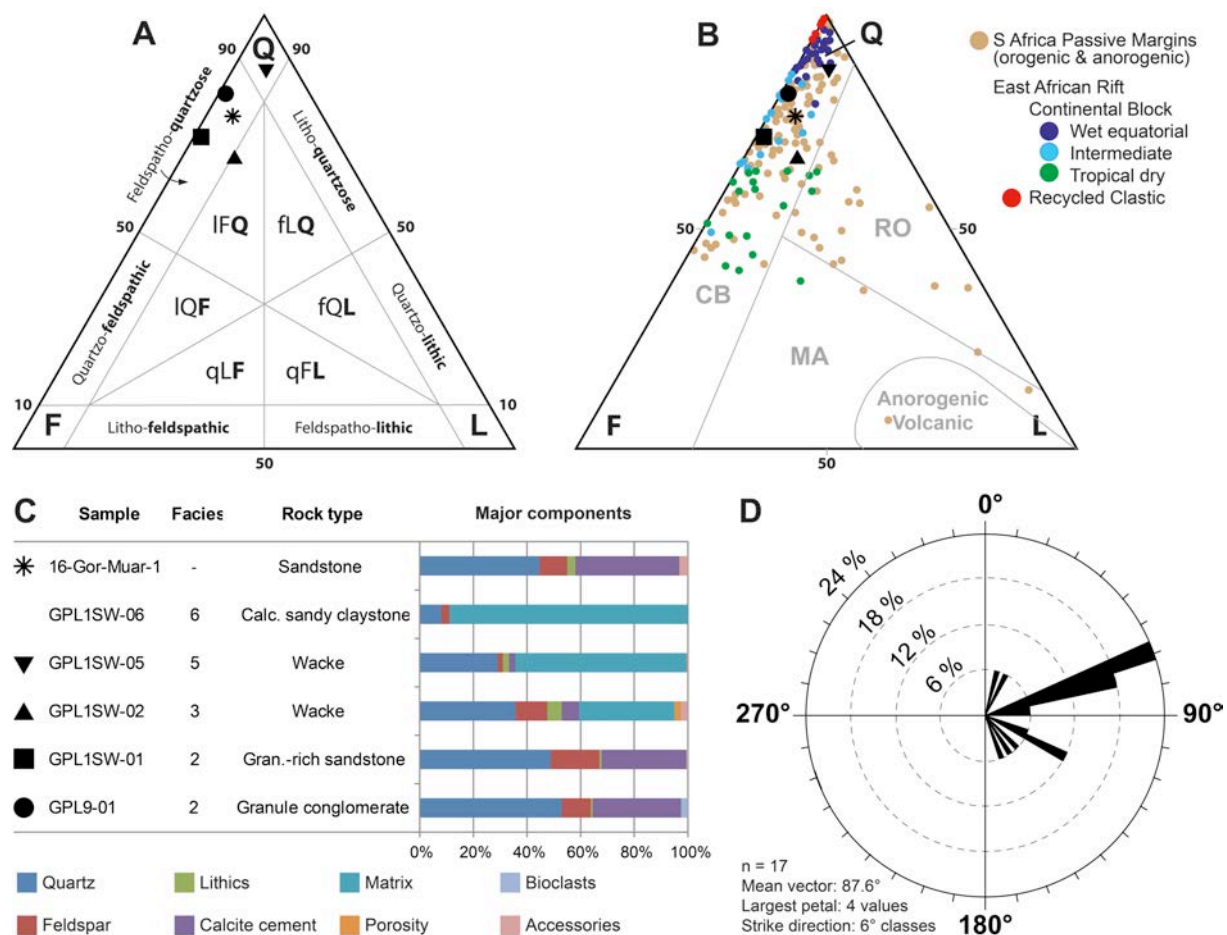 A
Q
90
90
Feldspatho-quartzose
Litho-quartzose
50
50
lFQ
fLQ
Quartzo-feldspathic
lQF
fQL
Quartzo-lithic
qLF
qFL
10
10
F
Litho-feldspathic
Feldspatho-lithic
L
50
B
Q
50
50
RO
CB
MA
Anorogenic
Volcanic
F
L
50
S Africa Passive Margins
(orogenic & anorogenic)
East African Rift
Continental Block
Wet equatorial
Intermediate
Tropical dry
Recycled Clastic
C
Sample Facies Rock type Major components
16-Gor-Muar-1 - Sandstone
GPL1SW-06 6 Calc. sandy claystone
GPL1SW-05 5 Wacke
GPL1SW-02 3 Wacke
GPL1SW-01 2 Gran.-rich sandstone
GPL9-01 2 Granule conglomerate
0% 20% 40% 60% 80% 100%
Quartz Lithics Matrix Bioclasts
Feldspar Calcite cement Porosity Accessories
D
0°
24 %
18 %
12 %
6 %
270°
90°
180°
n = 17
Mean vector: 87.6°
Largest petal: 4 values
Strike direction: 6° classes